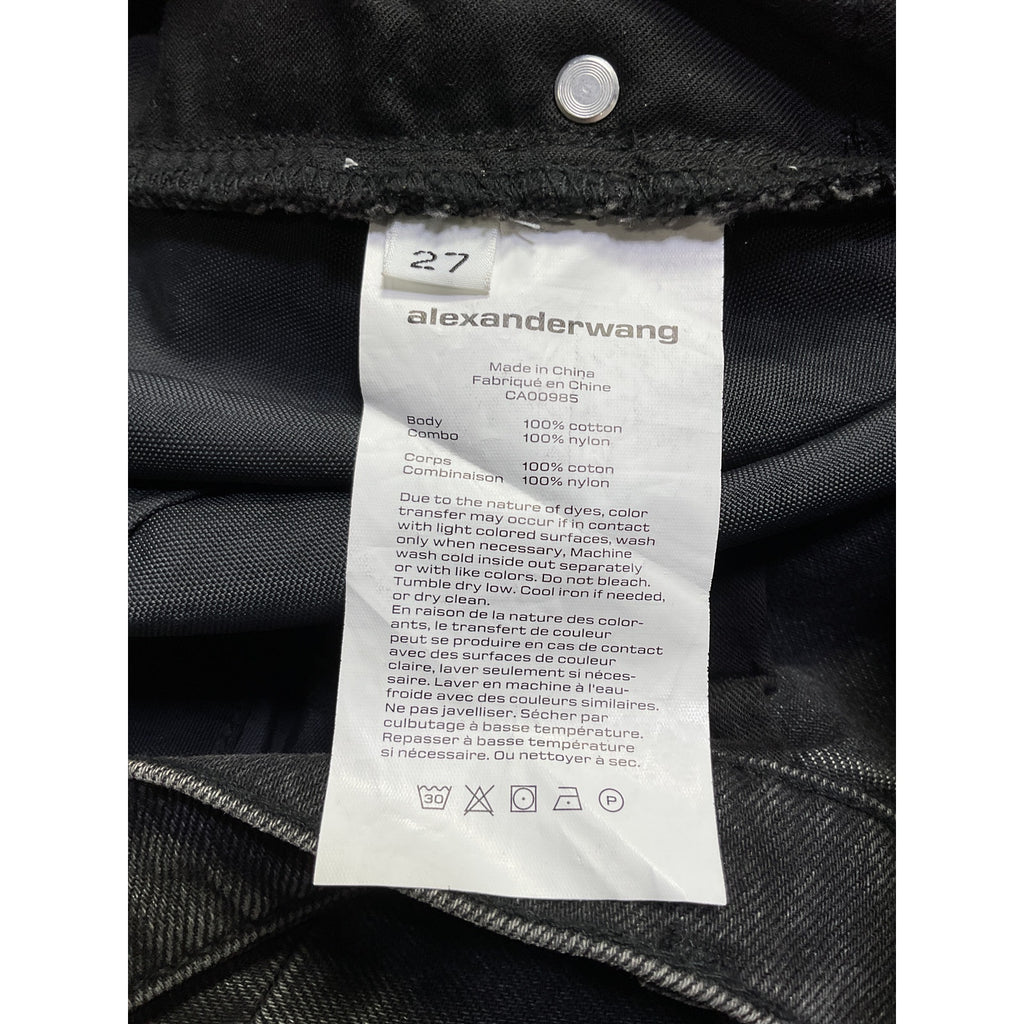 27
alexanderwang
Made in China
Fabriqué en Chine
CA00985
Body 100% cotton
Combo 100% nylon
Corps 100% coton
Combinaison 100% nylon
Due to the nature of dyes, color
transfer may occur if in contact
with light colored surfaces, wash
only when necessary, Machine
wash cold inside out separately
or with like colors. Do not bleach.
Tumble dry low. Cool iron if needed,
or dry clean.
En raison de la nature des color-
ants, le transfert de couleur
peut se produire en cas de contact
avec des surfaces de couleur
claire, laver seulement si néces-
saire. Laver en machine à l'eau-
froide avec des couleurs similaires.
Ne pas javelliser. Sécher par
culbutage à basse température.
Repasser à basse température
si nécessaire. Ou nettoyer à sec.
30 P